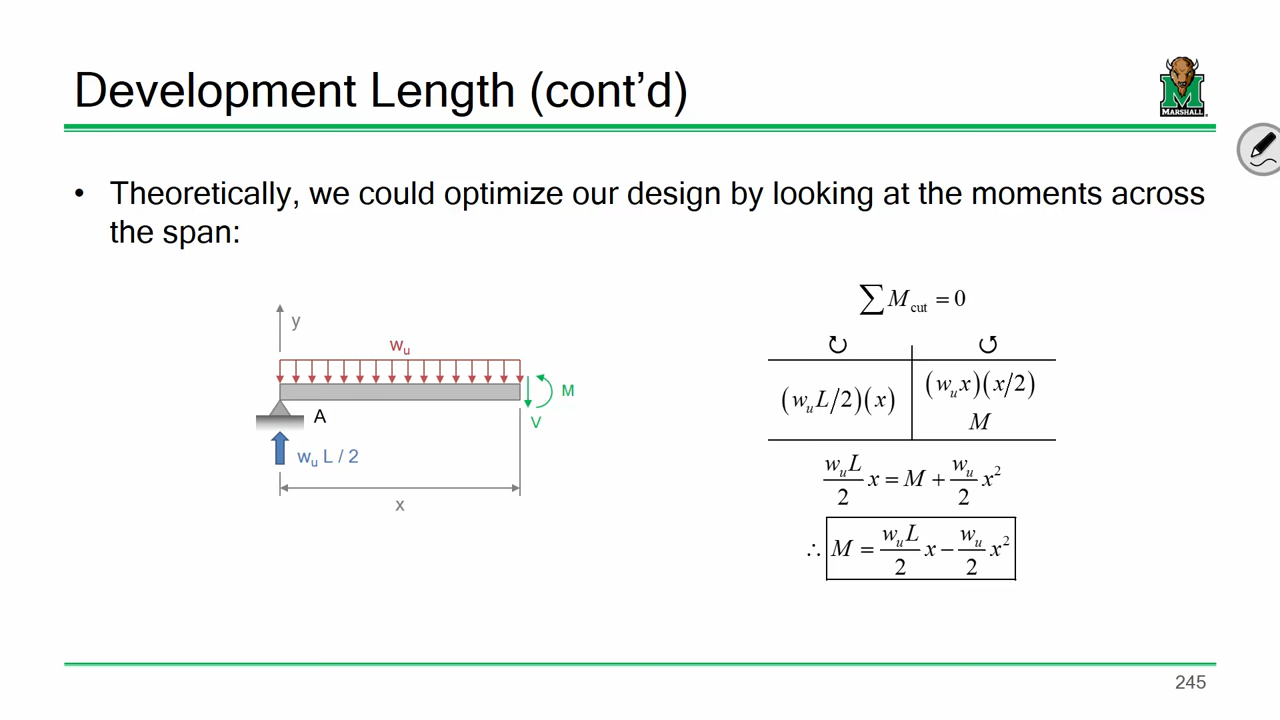 Development Length (cont’d)
MARSHALL
• Theoretically, we could optimize our design by looking at the moments across
the span:
y
w_u
M
V
A
w_u L / 2
x
∑ M_cut = 0
↻ ↺
(w_u L/2)(x)
(w_u x)(x/2)
M
w_u L/2 x = M + w_u/2 x²
∴ M = w_u L/2 x − w_u/2 x²
245